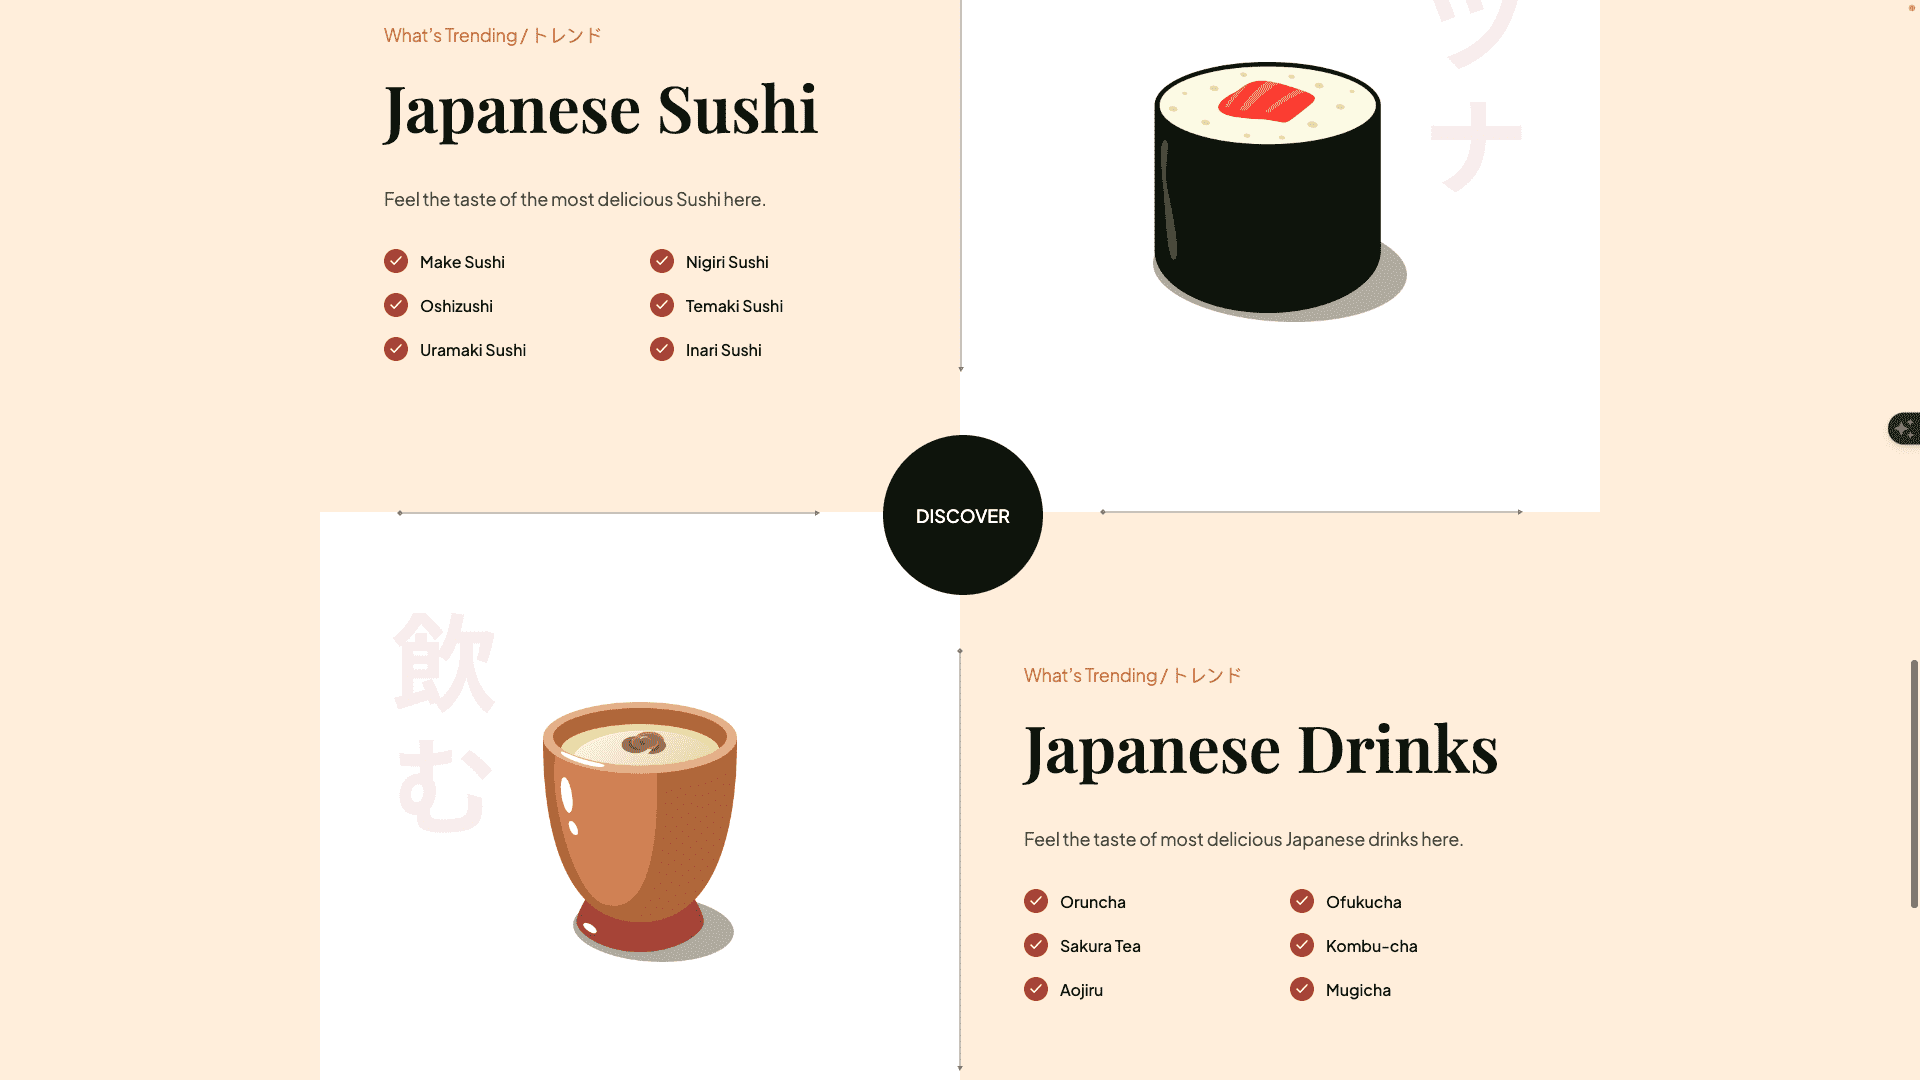 What's Trending / トレンド
Japanese Sushi
Feel the taste of the most delicious Sushi here.
Make Sushi
Nigiri Sushi
Oshizushi
Temaki Sushi
Uramaki Sushi
Inari Sushi
ツ
ナ
DISCOVER
飲
む
What's Trending / トレンド
Japanese Drinks
Feel the taste of most delicious Japanese drinks here.
Oruncha
Ofukucha
Sakura Tea
Kombu-cha
Aojiru
Mugicha